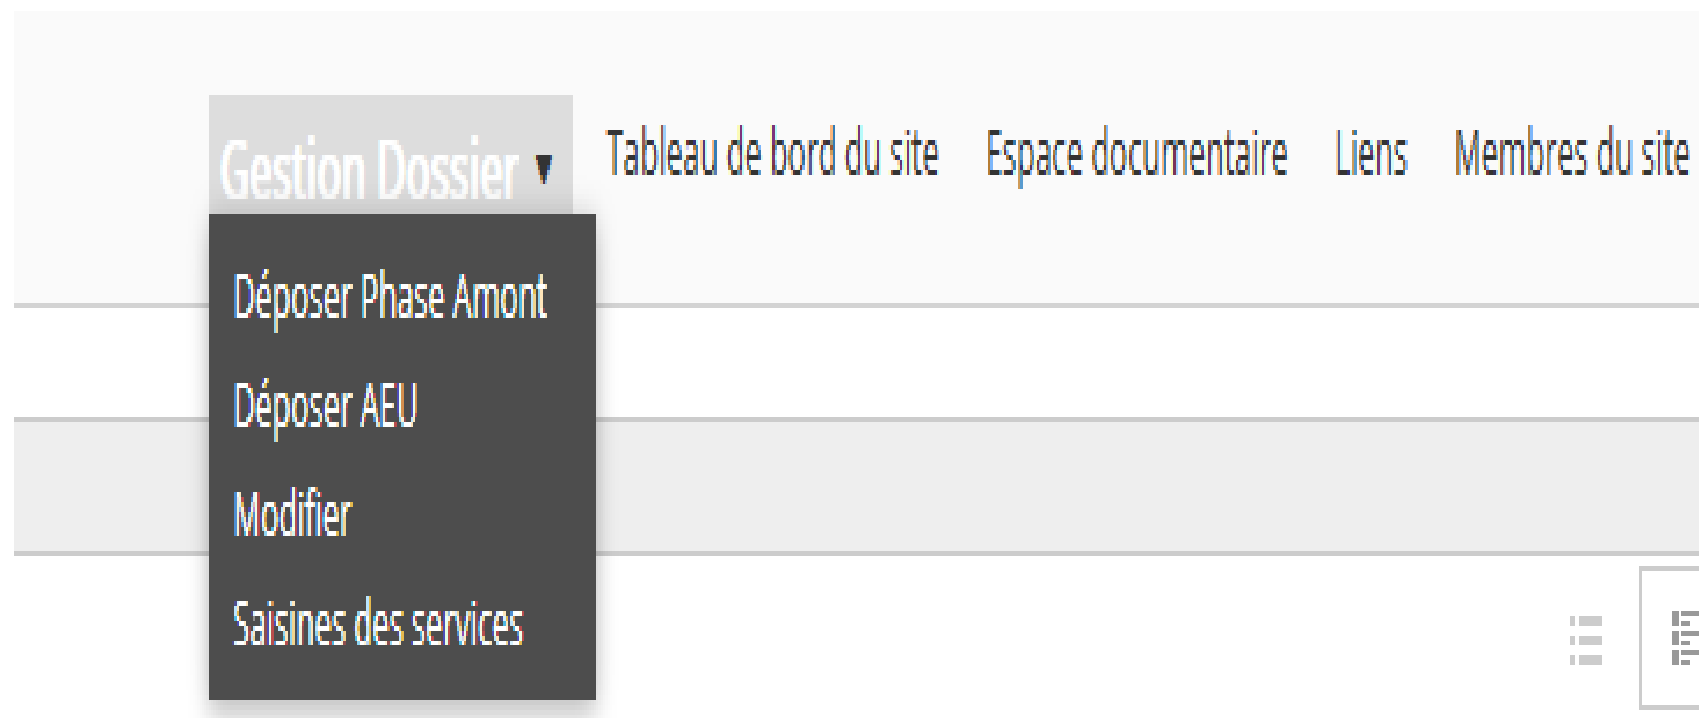 Gestion Dossier ▾ Tableau de bord du site Espace documentaire Liens Membres du site
Déposer Phase Amont
Déposer AEU
Modifier
Saisines des services